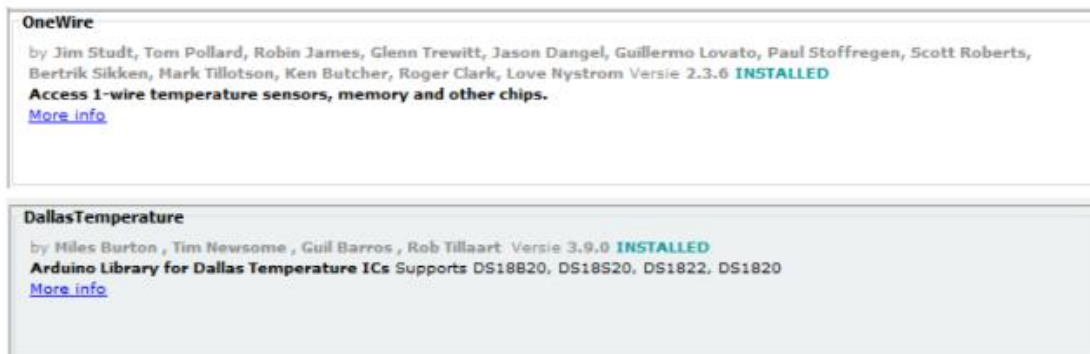 OneWire
by Jim Studt, Tom Pollard, Robin James, Glenn Trewitt, Jason Dangel, Guillermo Lovato, Paul Stoffregen, Scott Roberts,
Bertrik Sikken, Mark Tillotson, Ken Butcher, Roger Clark, Love Nystrom Versie 2.3.6 INSTALLED
Access 1-wire temperature sensors, memory and other chips.
More info
DallasTemperature
by Miles Burton , Tim Newsome , Guil Barros , Rob Tillaart Versie 3.9.0 INSTALLED
Arduino Library for Dallas Temperature ICs Supports DS18B20, DS18S20, DS1822, DS1820
More info